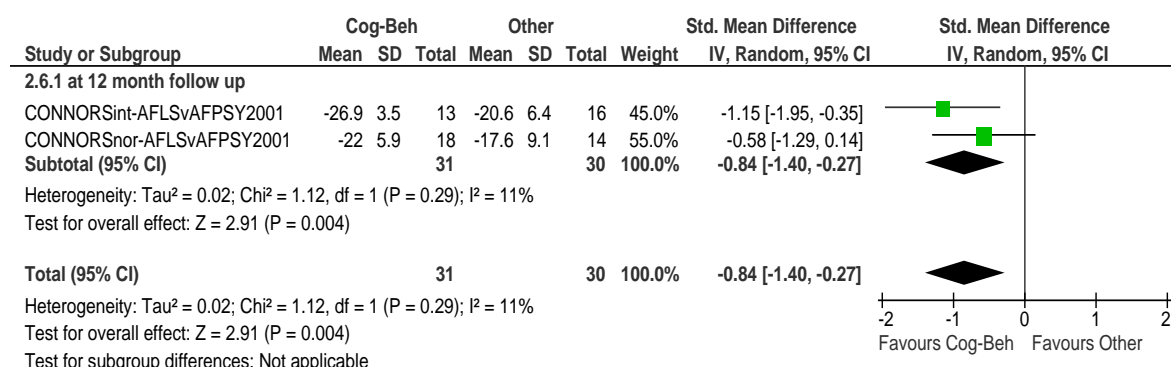 Cog-Beh Other Std. Mean Difference Std. Mean Difference
Study or Subgroup Mean SD Total Mean SD Total Weight IV, Random, 95% CI IV, Random, 95% CI
2.6.1 at 12 month follow up
CONNORSint-AFLSvAFPSY2001 -26.9 3.5 13 -20.6 6.4 16 45.0% -1.15 [-1.95, -0.35]
CONNORSnor-AFLSvAFPSY2001 -22 5.9 18 -17.6 9.1 14 55.0% -0.58 [-1.29, 0.14]
Subtotal (95% CI) 31 30 100.0% -0.84 [-1.40, -0.27]
Heterogeneity: Tau² = 0.02; Chi² = 1.12, df = 1 (P = 0.29); I² = 11%
Test for overall effect: Z = 2.91 (P = 0.004)
Total (95% CI) 31 30 100.0% -0.84 [-1.40, -0.27]
Heterogeneity: Tau² = 0.02; Chi² = 1.12, df = 1 (P = 0.29); I² = 11%
Test for overall effect: Z = 2.91 (P = 0.004)
Test for subgroup differences: Not applicable
-2 -1 0 1 2
Favours Cog-Beh Favours Other